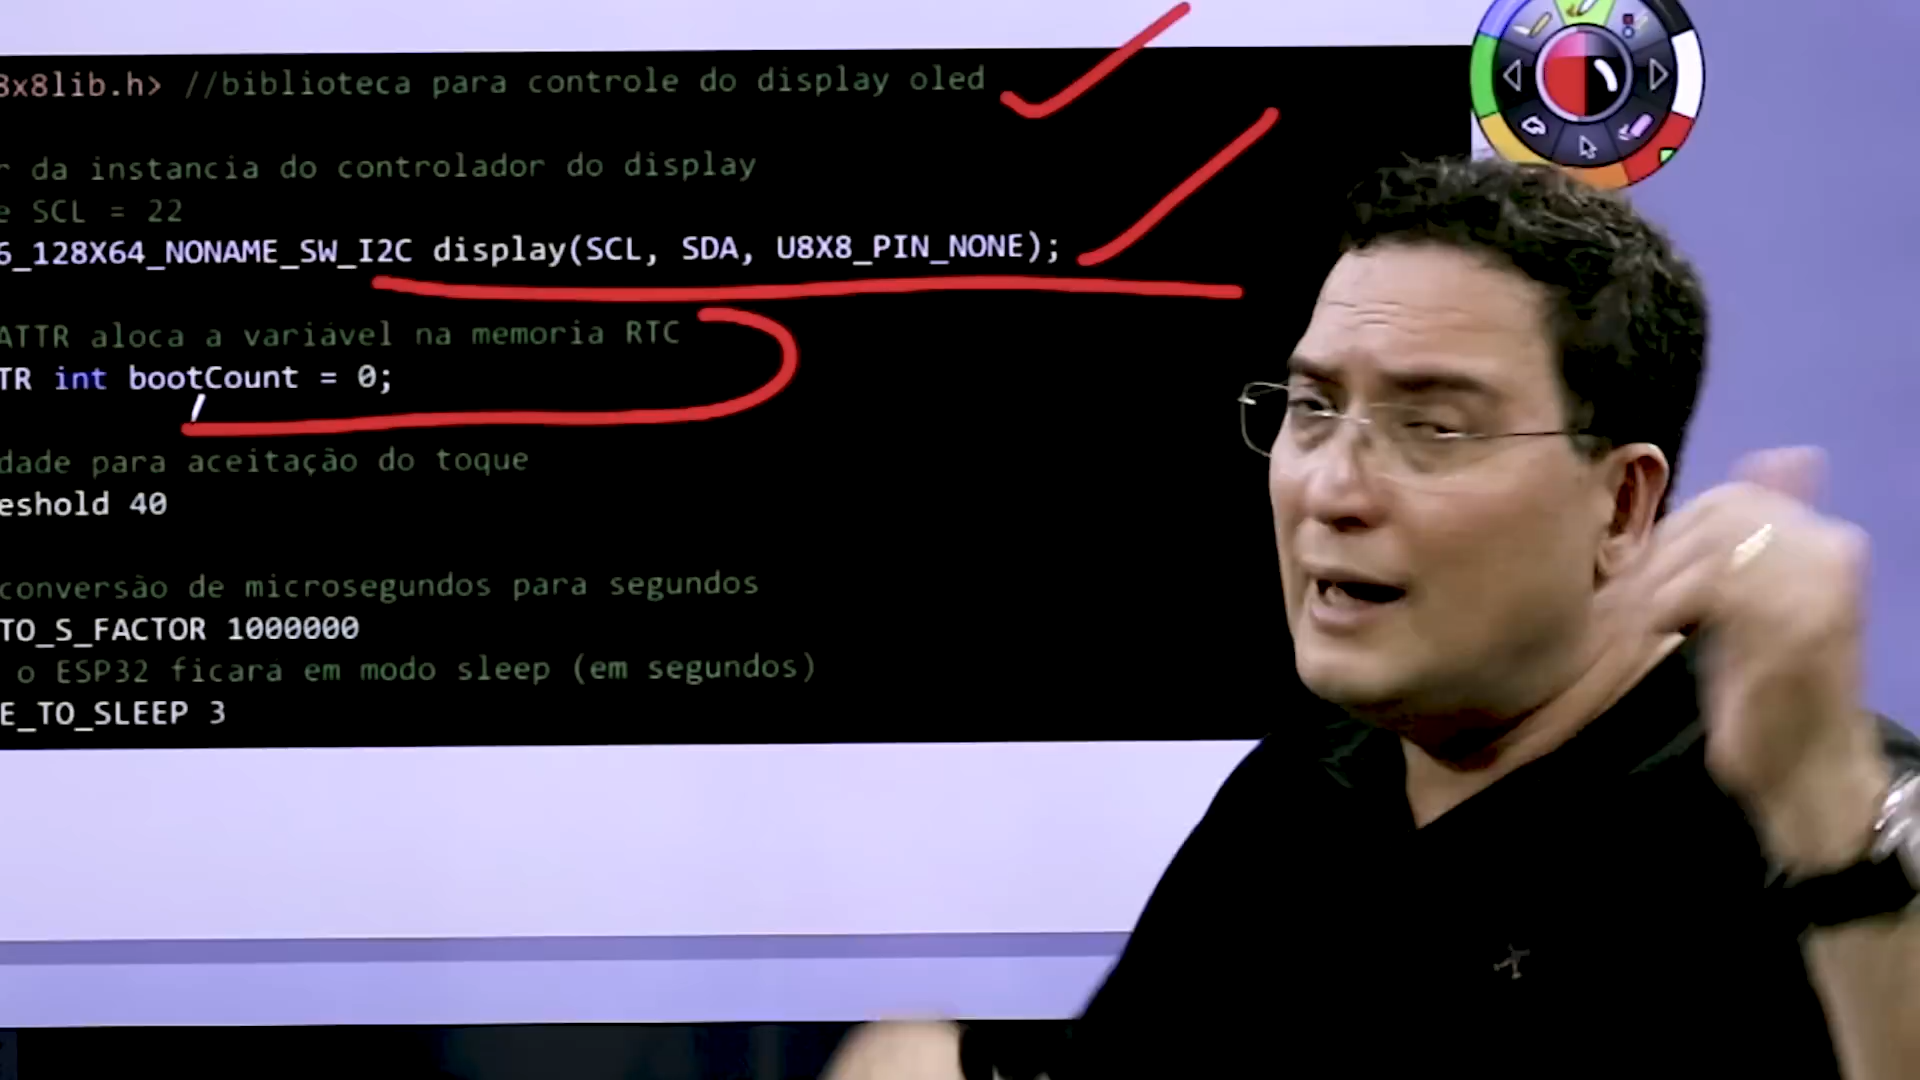 8x8lib.h> //biblioteca para controle do display oled
r da instancia do controlador do display
e SCL = 22
6_128X64_NONAME_SW_I2C display(SCL, SDA, U8X8_PIN_NONE);
ATTR aloca a variável na memoria RTC
TR int bootCount = 0;
dade para aceitação do toque
eshold 40
conversão de microsegundos para segundos
TO_S_FACTOR 1000000
o ESP32 ficará em modo sleep (em segundos)
E_TO_SLEEP 3